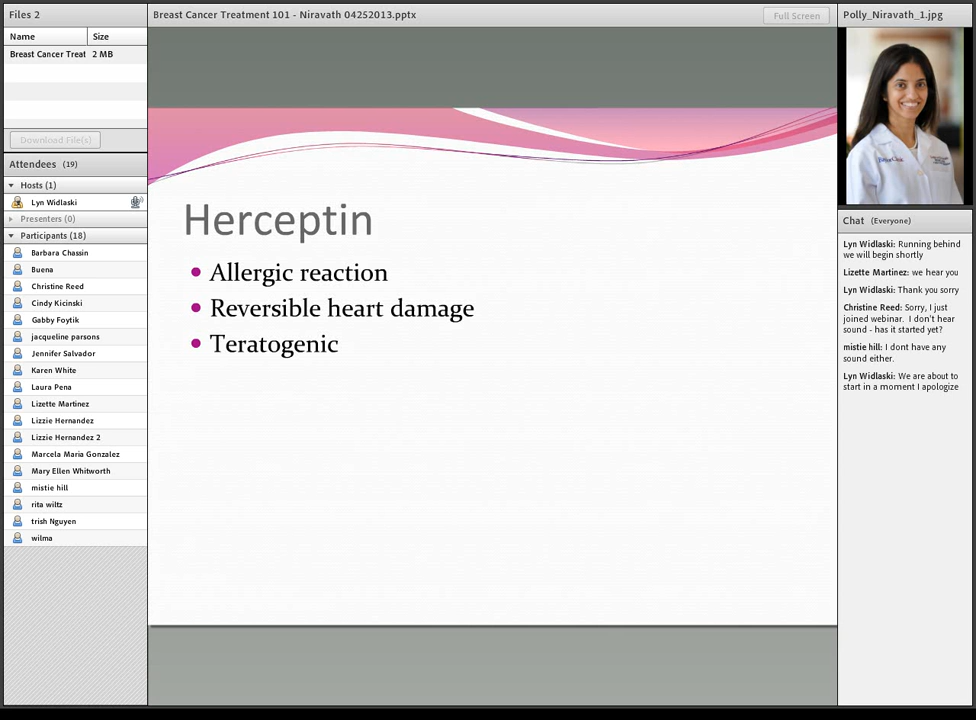 Files 2
Name Size
Breast Cancer Treat 2 MB
Download File(s)
Attendees (19)
Hosts (1)
Lyn Widlaski
Presenters (0)
Participants (18)
Barbara Chassin
Buena
Christine Reed
Cindy Kicinski
Gabby Foytik
jacqueline parsons
Jennifer Salvador
Karen White
Laura Pena
Lizette Martinez
Lizzie Hernandez
Lizzie Hernandez 2
Marcela Maria Gonzalez
Mary Ellen Whitworth
mistie hill
rita wiltz
trish Nguyen
wilma
Breast Cancer Treatment 101 - Niravath 04252013.pptx
Full Screen
Herceptin
Allergic reaction
Reversible heart damage
Teratogenic
Polly_Niravath_1.jpg
Chat (Everyone)
Lyn Widlaski: Running behind
we will begin shortly
Lizette Martinez: we hear you
Lyn Widlaski: Thank you sorry
Christine Reed: Sorry, I just
joined webinar. I don't hear
sound - has it started yet?
mistie hill: I dont have any
sound either.
Lyn Widlaski: We are about to
start in a moment I apologize